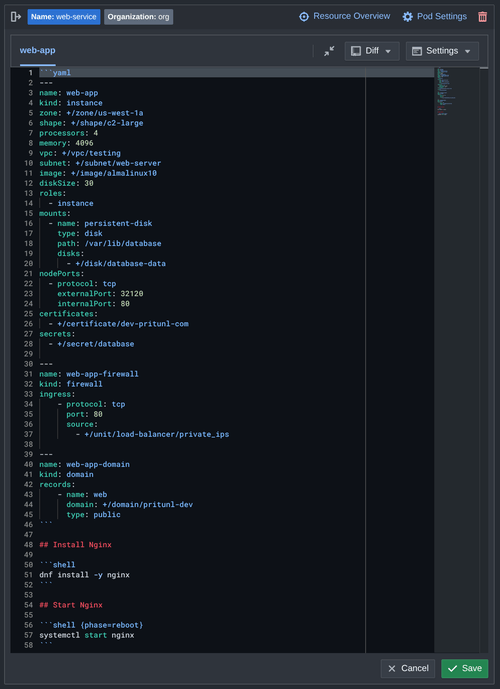 Name: web-service Organization: org Resource Overview Pod Settings
web-app Diff Settings
1 ```yaml
2 ---
3 name: web-app
4 kind: instance
5 zone: +/zone/us-west-1a
6 shape: +/shape/c2-large
7 processors: 4
8 memory: 4096
9 vpc: +/vpc/testing
10 subnet: +/subnet/web-server
11 image: +/image/almalinux10
12 diskSize: 30
13 roles:
14   - instance
15 mounts:
16   - name: persistent-disk
17     type: disk
18     path: /var/lib/database
19     disks:
20       - +/disk/database-data
21 nodePorts:
22   - protocol: tcp
23     externalPort: 32120
24     internalPort: 80
25 certificates:
26   - +/certificate/dev-pritunl-com
27 secrets:
28   - +/secret/database
29
30 ---
31 name: web-app-firewall
32 kind: firewall
33 ingress:
34     - protocol: tcp
35       port: 80
36       source:
37         - +/unit/load-balancer/private_ips
38
39 ---
40 name: web-app-domain
41 kind: domain
42 records:
43     - name: web
44       domain: +/domain/pritunl-dev
45       type: public
46 ```
47
48 ## Install Nginx
49
50 ```shell
51 dnf install -y nginx
52 ```
53
54 ## Start Nginx
55
56 ```shell {phase=reboot}
57 systemctl start nginx
58 ```
Cancel Save